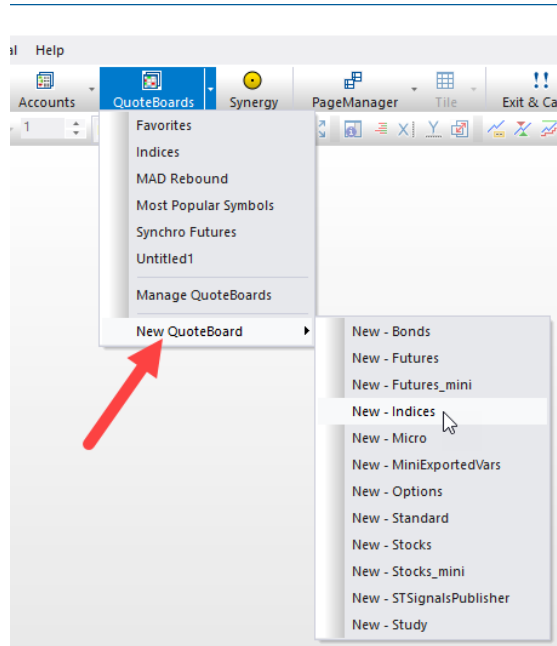 al Help
Accounts QuoteBoards Synergy PageManager Tile Exit & Ca
1
Favorites
Indices
MAD Rebound
Most Popular Symbols
Synchro Futures
Untitled1
Manage QuoteBoards
New QuoteBoard
New - Bonds
New - Futures
New - Futures_mini
New - Indices
New - Micro
New - MiniExportedVars
New - Options
New - Standard
New - Stocks
New - Stocks_mini
New - STSignalsPublisher
New - Study